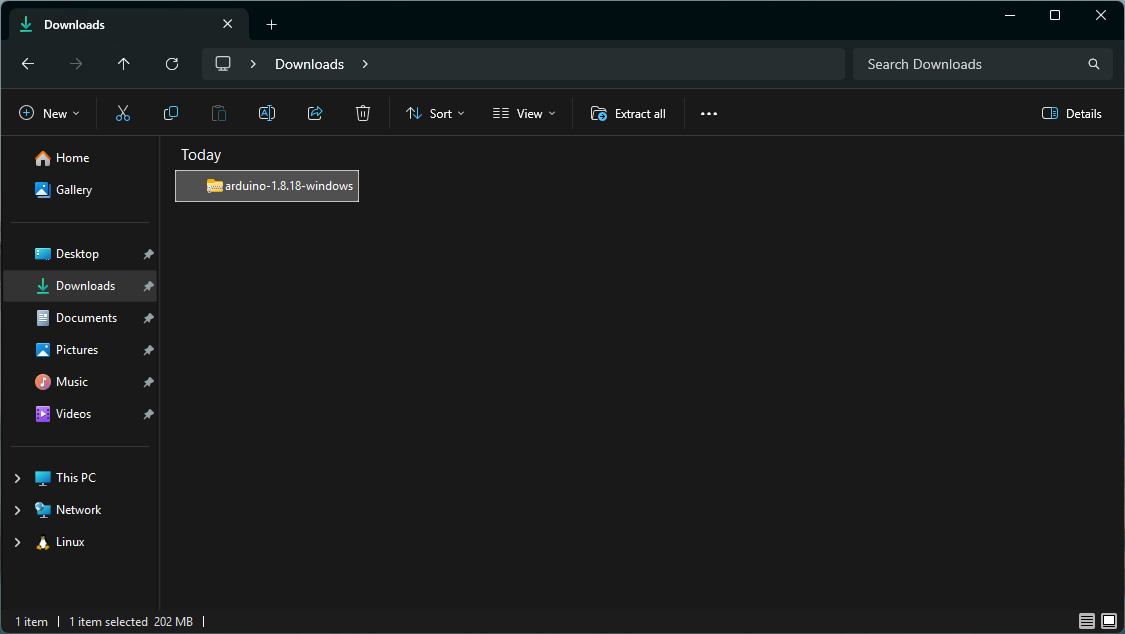 Downloads
Downloads
Search Downloads
New
Sort
View
Extract all
Details
Home
Gallery
Desktop
Downloads
Documents
Pictures
Music
Videos
This PC
Network
Linux
Today
arduino-1.8.18-windows
1 item
1 item selected 202 MB